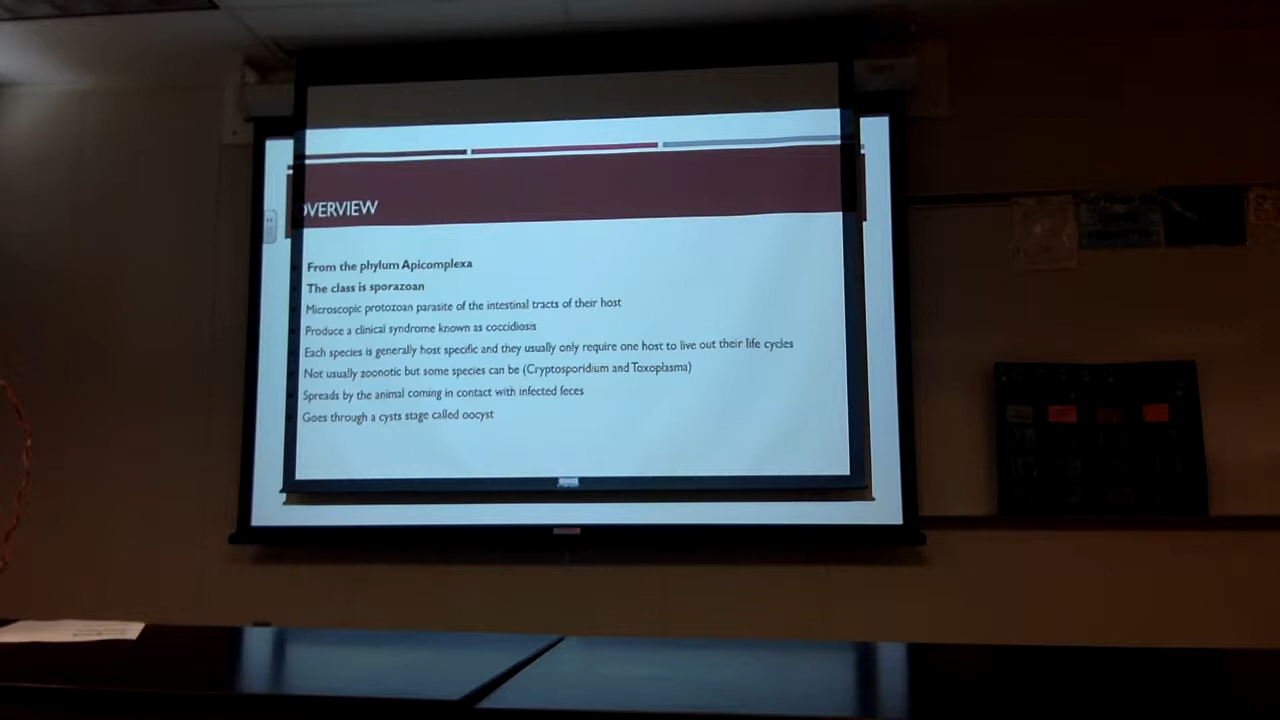 OVERVIEW
From the phylum Apicomplexa
The class is sporazoan
Microscopic protozoan parasite of the intestinal tracts of their host
Produce a clinical syndrome known as coccidiosis
Each species is generally host specific and they usually only require one host to live out their life cycles
Not usually zoonotic but some species can be (Cryptosporidium and Toxoplasma)
Spreads by the animal coming in contact with infected feces
Goes through a cysts stage called oocyst